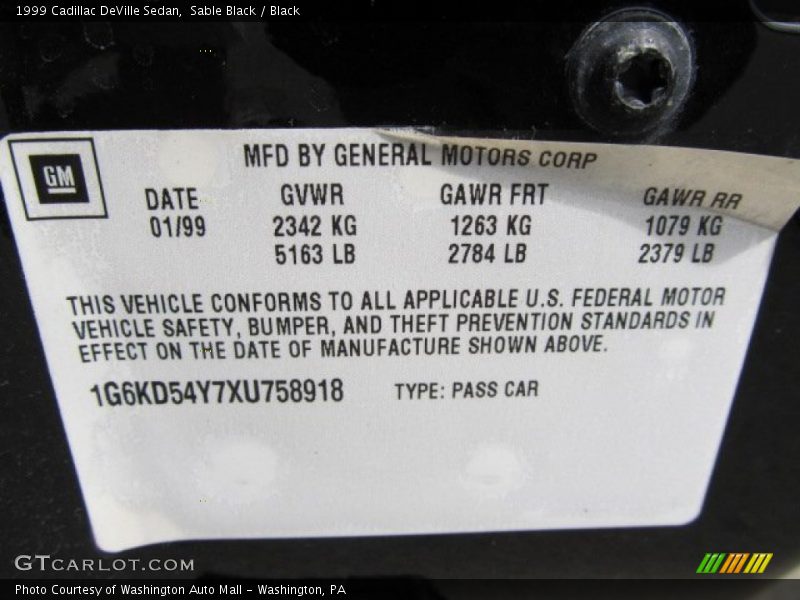 1999 Cadillac DeVille Sedan,  Sable Black / Black
MFD BY GENERAL MOTORS CORP
GM
DATE GVWR GAWR FRT GAWR RR
01/99 2342 KG 1263 KG 1079 KG
5163 LB 2784 LB 2379 LB
THIS VEHICLE CONFORMS TO ALL APPLICABLE U.S. FEDERAL MOTOR
VEHICLE SAFETY, BUMPER, AND THEFT PREVENTION STANDARDS IN
EFFECT ON THE DATE OF MANUFACTURE SHOWN ABOVE.
1G6KD54Y7XU758918 TYPE: PASS CAR
GTCARLOT.COM
Photo Courtesy of Washington Auto Mall - Washington, PA